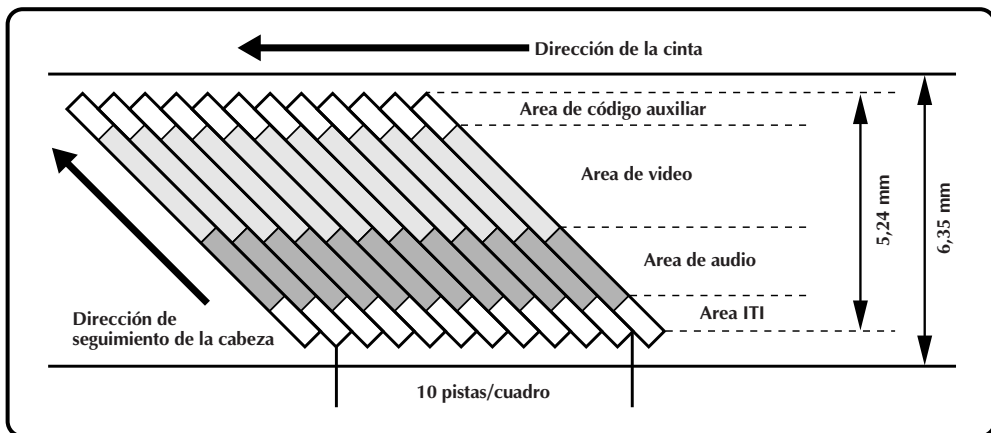 Dirección de la cinta
Area de código auxiliar
Area de video
Area de audio
Area ITI
5,24 mm
6,35 mm
Dirección de
seguimiento de la cabeza
10 pistas/cuadro